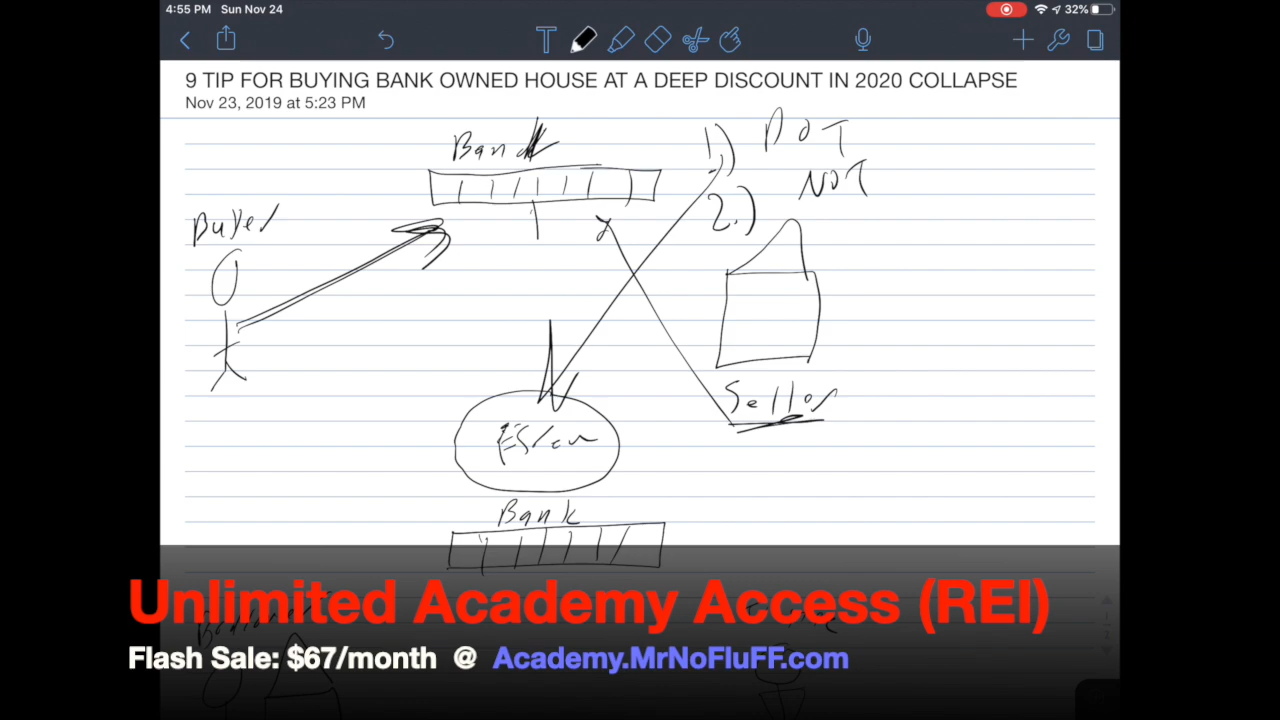 4:55 PM Sun Nov 24
32%
9 TIP FOR BUYING BANK OWNED HOUSE AT A DEEP DISCOUNT IN 2020 COLLAPSE
Nov 23, 2019 at 5:23 PM
Bank
1.) DOT
2.) NOT
Buyer
Seller
Bank
Unlimited Academy Access (REI)
Flash Sale: $67/month @ Academy.MrNoFluFF.com